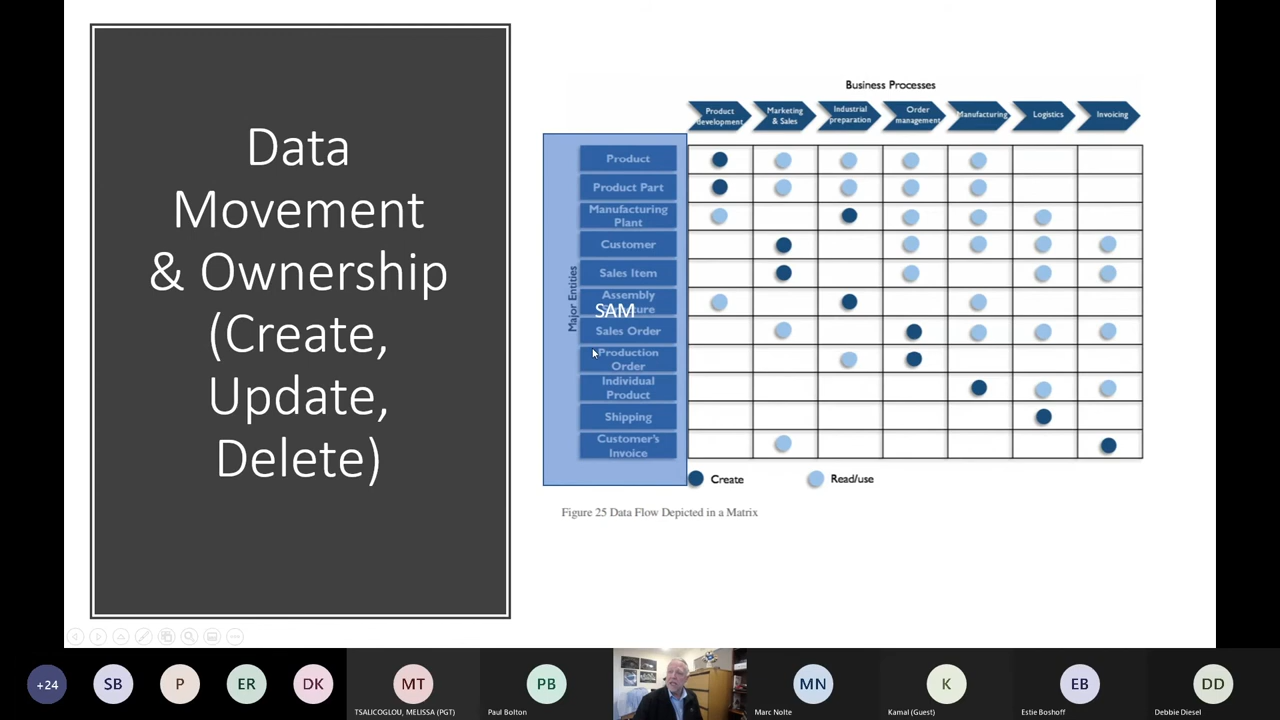 Data
Movement
& Ownership
(Create,
Update,
Delete)
Business Processes
Product
development
Marketing
& Sales
Industrial
preparation
Order
management
Manufacturing
Logistics
Invoicing
Major Entities
Product
Product Part
Manufacturing
Plant
Customer
Sales Item
Assembly
SAM
Sales Order
Production
Order
Individual
Product
Shipping
Customer's
Invoice
Create
Read/use
Figure 25 Data Flow Depicted in a Matrix
+24
SB
P
ER
DK
MT
PB
MN
K
EB
DD
TSALICOGLOU, MELISSA (PGT)
Paul Bolton
Marc Nolte
Kamal (Guest)
Estie Boshoff
Debbie Diesel